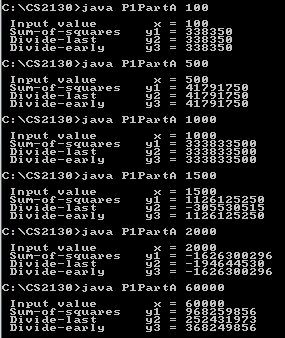 C:\CS2130>java P1PartA 100
Input value x = 100
Sum-of-squares y1 = 338350
Divide-last y2 = 338350
Divide-early y3 = 338350
C:\CS2130>java P1PartA 500
Input value x = 500
Sum-of-squares y1 = 41791750
Divide-last y2 = 41791750
Divide-early y3 = 41791750
C:\CS2130>java P1PartA 1000
Input value x = 1000
Sum-of-squares y1 = 333833500
Divide-last y2 = 333833500
Divide-early y3 = 333833500
C:\CS2130>java P1PartA 1500
Input value x = 1500
Sum-of-squares y1 = 1126125250
Divide-last y2 = -305530515
Divide-early y3 = 1126125250
C:\CS2130>java P1PartA 2000
Input value x = 2000
Sum-of-squares y1 = -1626300296
Divide-last y2 = -194644530
Divide-early y3 = -1626300296
C:\CS2130>java P1PartA 60000
Input value x = 60000
Sum-of-squares y1 = 968259856
Divide-last y2 = 252431973
Divide-early y3 = 368249856